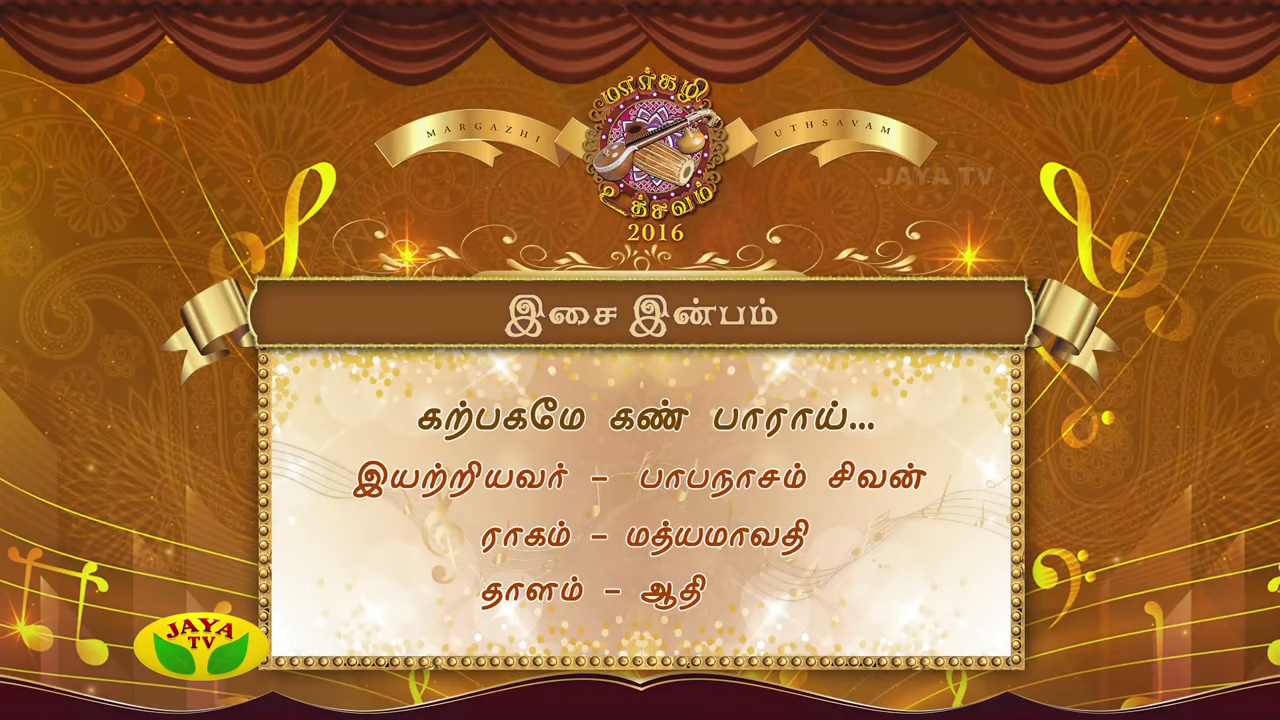 மார்கழி
MARGAZHI UTHSAVAM
உத்சவம்
2016
JAYA TV
இசை இன்பம்
கற்பகமே கண் பாராய்...
இயற்றியவர் – பாபநாசம் சிவன்
ராகம் – மத்யமாவதி
தாளம் – ஆதி
JAYA
TV